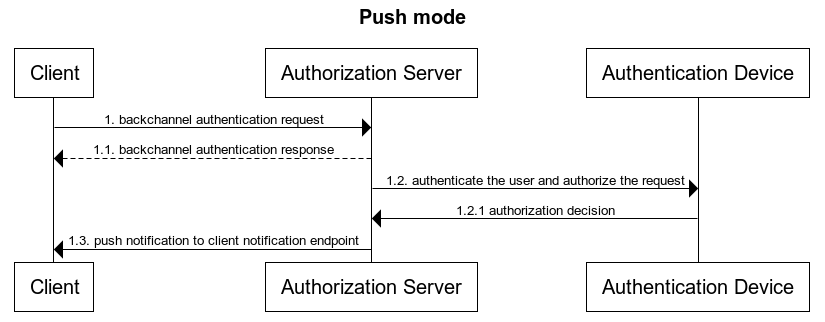 Push mode
Client
Authorization Server
Authentication Device
1. backchannel authentication request
1.1. backchannel authentication response
1.2. authenticate the user and authorize the request
1.2.1 authorization decision
1.3. push notification to client notification endpoint
Client
Authorization Server
Authentication Device